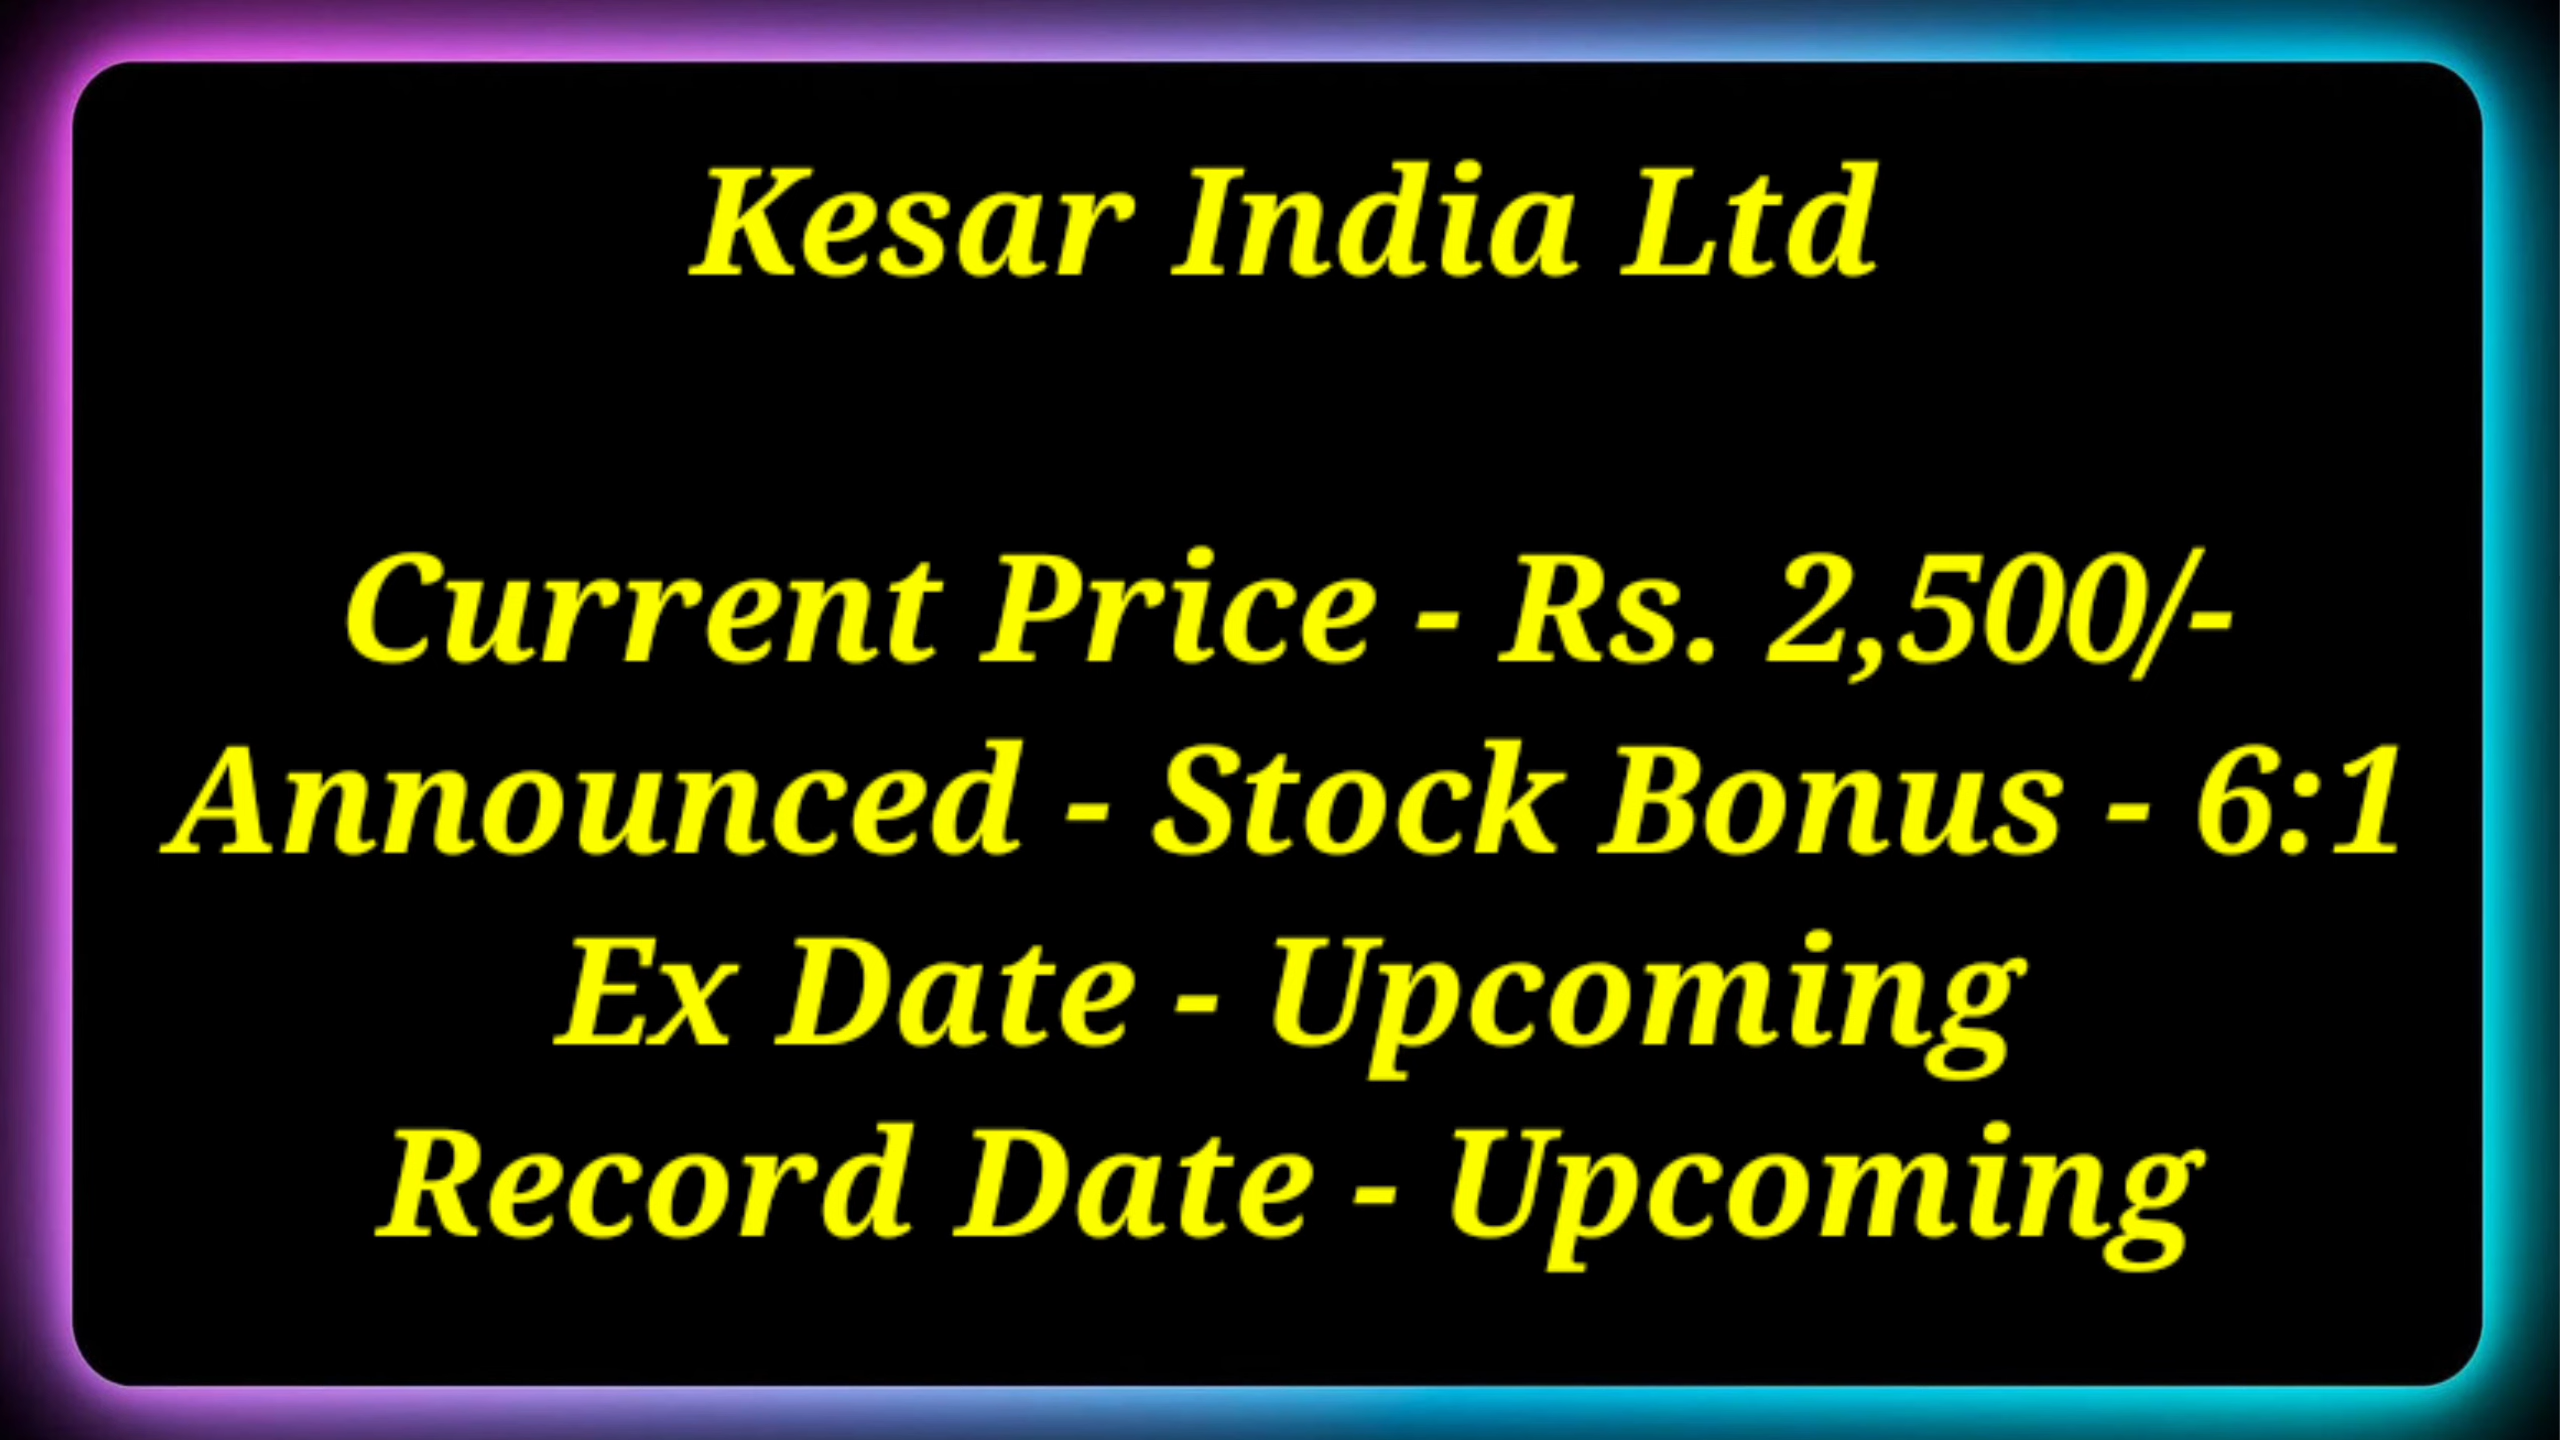 Kesar India Ltd
Current Price - Rs. 2,500/-
Announced - Stock Bonus - 6:1
Ex Date - Upcoming
Record Date - Upcoming